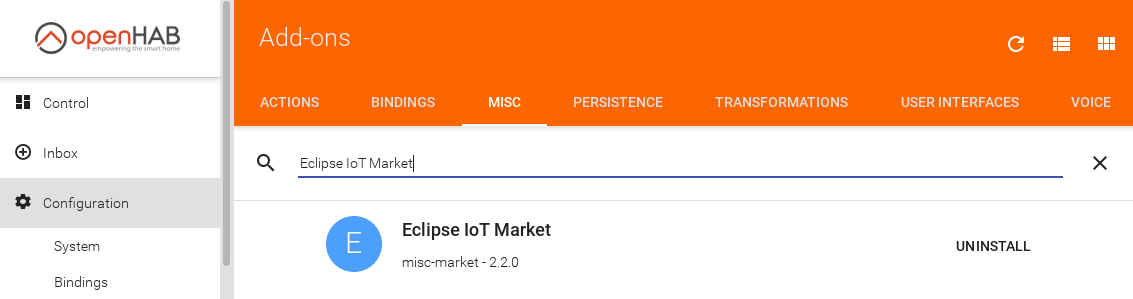 openHAB
empowering the smart home
Control
Inbox
Configuration
System
Bindings
Add-ons
ACTIONS BINDINGS MISC PERSISTENCE TRANSFORMATIONS USER INTERFACES VOICE
Eclipse IoT Market
E
Eclipse IoT Market
misc-market - 2.2.0
UNINSTALL